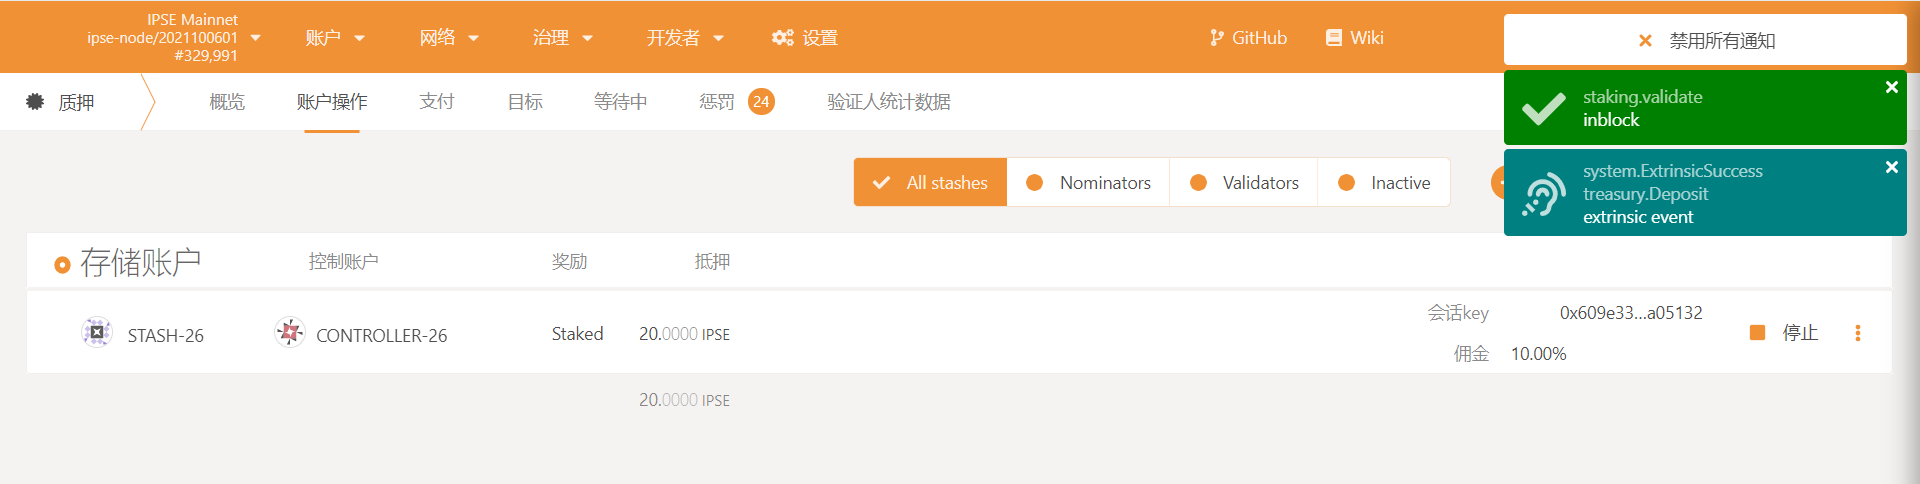 IPSE Mainnet
ipse-node/2021100601
#329,991
账户
网络
治理
开发者
设置
GitHub
Wiki
禁用所有通知
质押
概览
账户操作
支付
目标
等待中
惩罚 24
验证人统计数据
staking.validate
inblock
system.ExtrinsicSuccess
treasury.Deposit
extrinsic event
All stashes
Nominators
Validators
Inactive
存储账户
控制账户
奖励
抵押
STASH-26
CONTROLLER-26
Staked
20.0000 IPSE
会话key 0x609e33...a05132
佣金 10.00%
停止
20.0000 IPSE